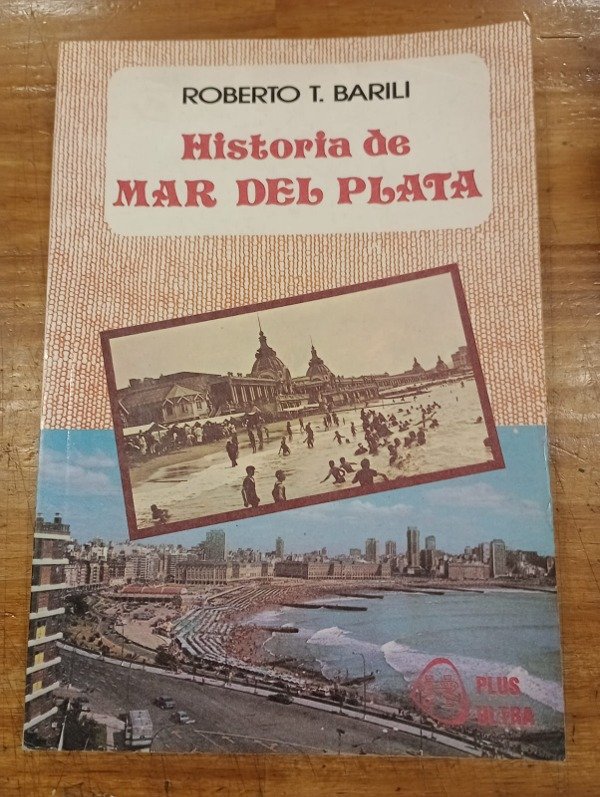 ROBERTO T. BARILI
Historia de
MAR DEL PLATA
PLUS
ULTRA